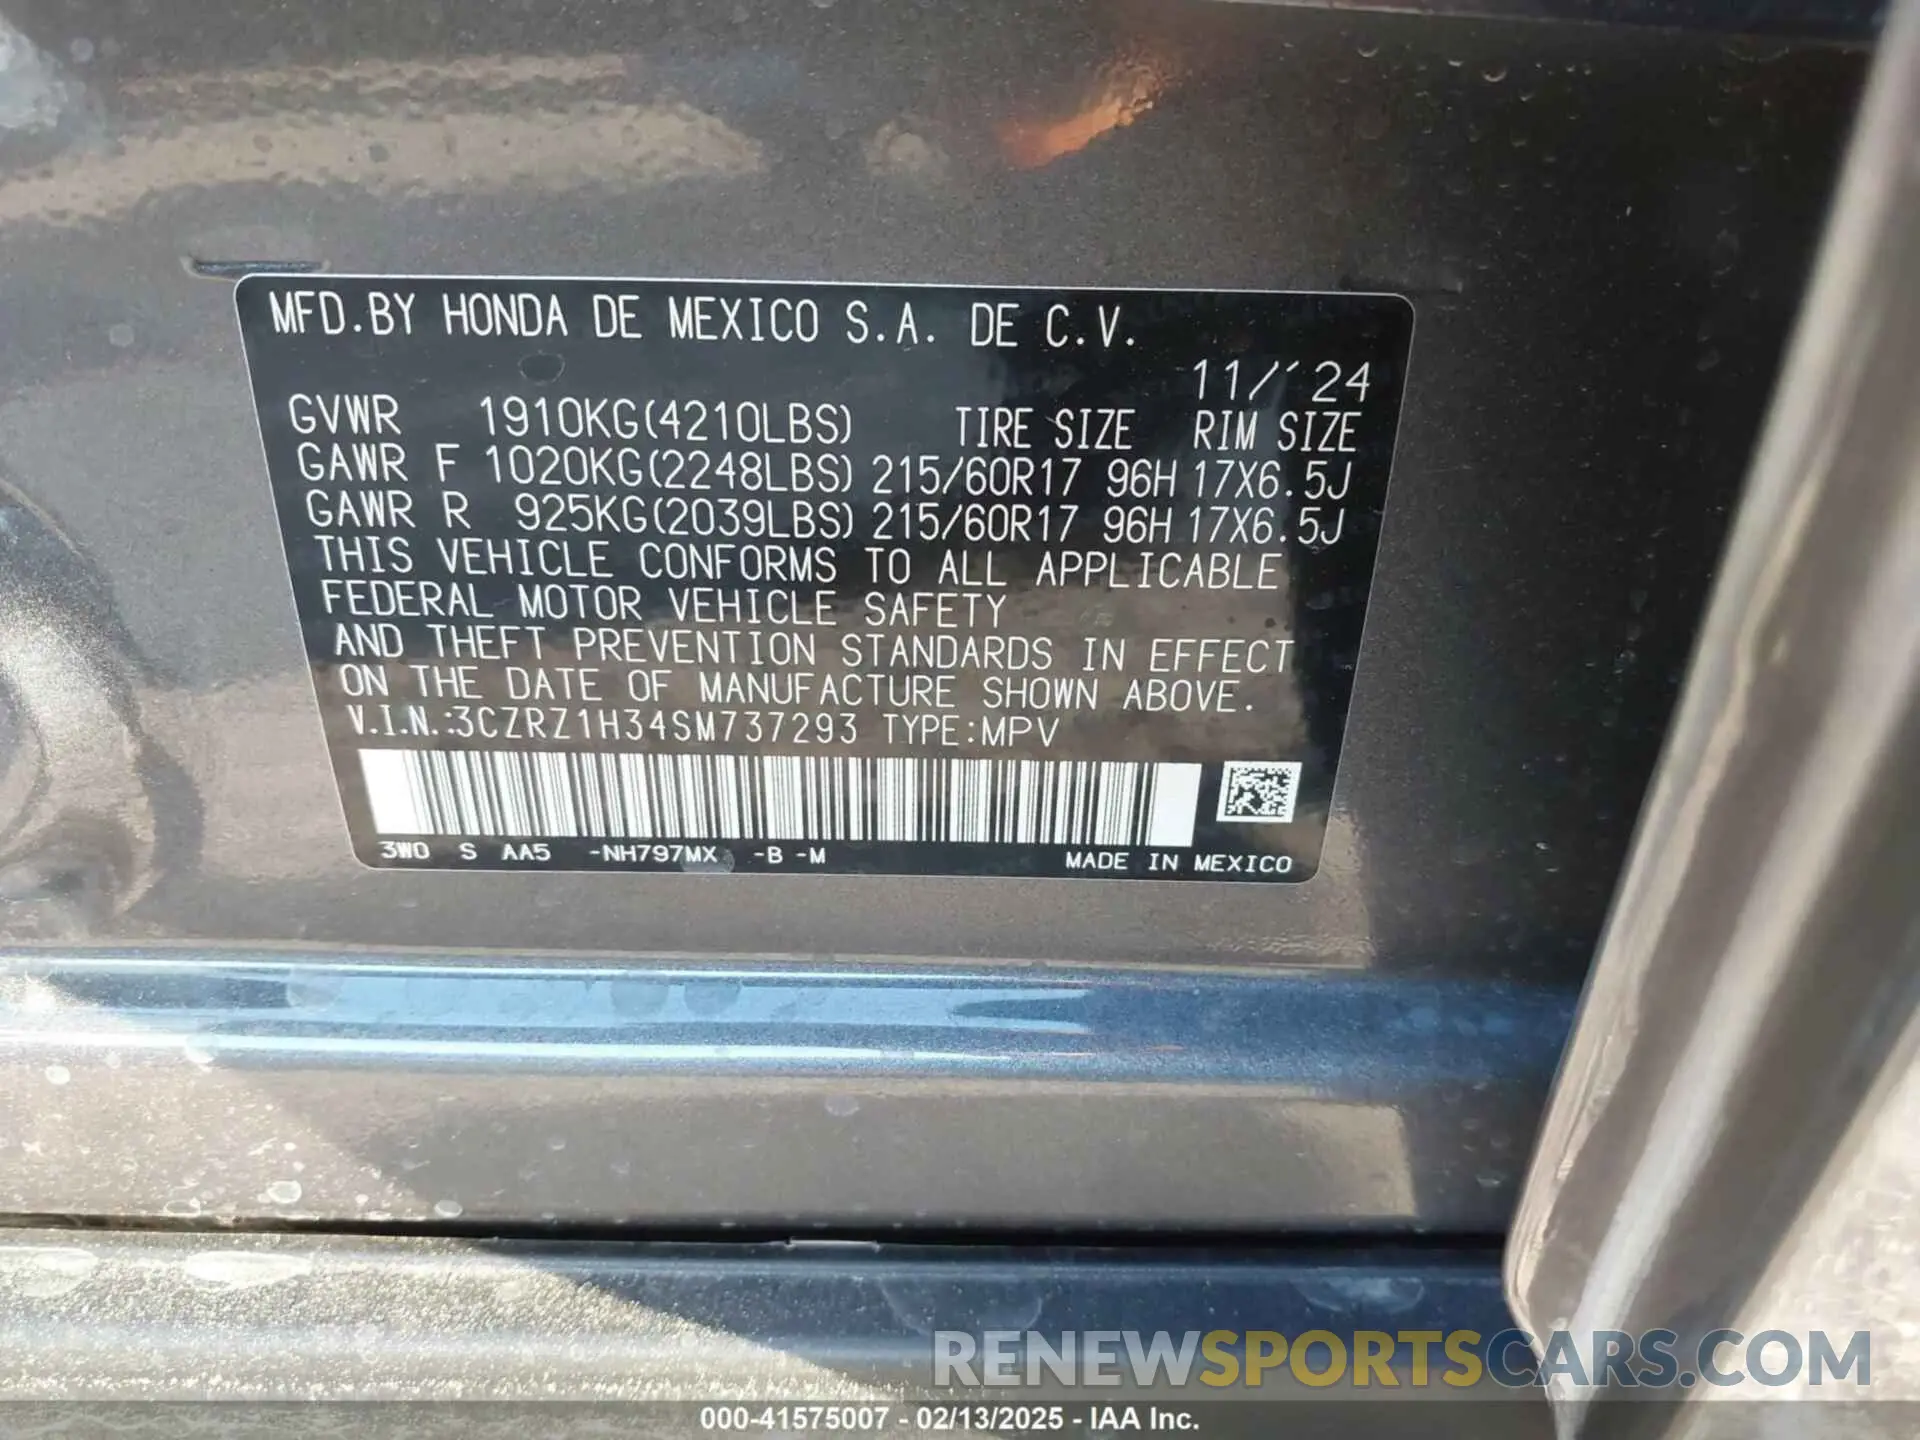 MFD.BY HONDA DE MEXICO S.A. DE C.V.
11/´24
GVWR 1910KG(4210LBS) TIRE SIZE RIM SIZE
GAWR F 1020KG(2248LBS) 215/60R17 96H 17X6.5J
GAWR R 925KG(2039LBS) 215/60R17 96H 17X6.5J
THIS VEHICLE CONFORMS TO ALL APPLICABLE
FEDERAL MOTOR VEHICLE SAFETY
AND THEFT PREVENTION STANDARDS IN EFFECT
ON THE DATE OF MANUFACTURE SHOWN ABOVE.
V.I.N.:3CZRZ1H34SM737293 TYPE:MPV
3W0 S AA5 -NH797MX -B -M MADE IN MEXICO
RENEWSPORTSCARS.COM
000-41575007 - 02/13/2025 - IAA Inc.